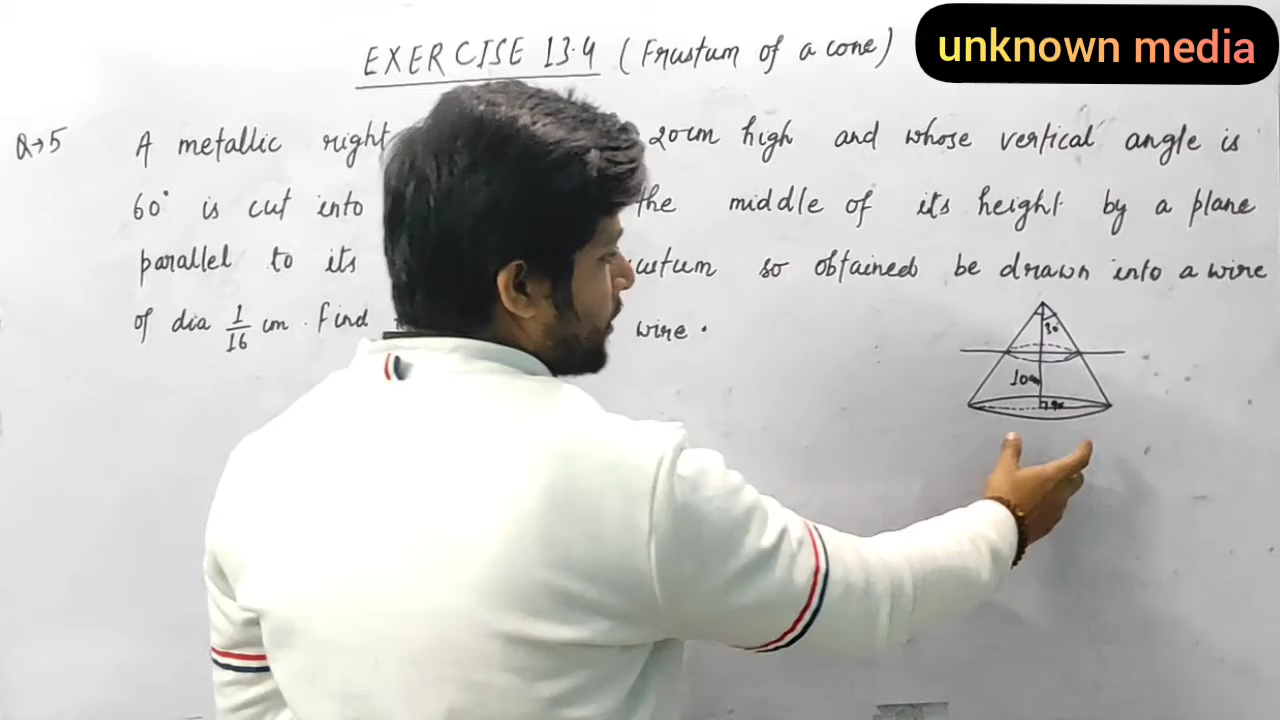 EXERCISE 13.4 (Frustum of a cone)
unknown media
Q→5 A metallic right 20cm high and whose vertical angle is
60° is cut into the middle of its height by a plane
parallel to its ustum so obtained be drawn into a wire
of dia 1/16 cm. Find wire.
30°
10cm